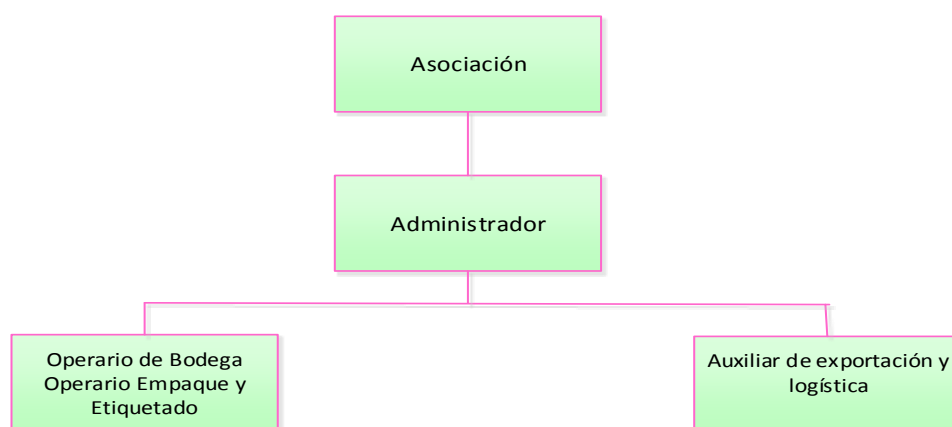 Asociación
Administrador
Operario de Bodega
Operario Empaque y
Etiquetado
Auxiliar de exportación y
logística